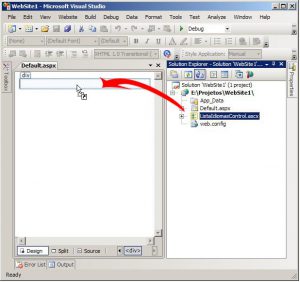 WebSite1 - Microsoft Visual Studio
File Edit View Website Build Debug Data Format Tools Test Analyze Window
Debug
(None) (Default Font) (Default
HTML 1.0 Transitional ( Style Application: Manual
Toolbox
Default.aspx
div
Design Split Source <div>
Solution Explorer - Solution 'WebSite1'
Solution 'WebSite1' (1 project)
E:\Projetos\WebSite1\
App_Data
Default.aspx
ListaIdiomasControl.ascx
web.config
Properties
Error List Output
Ready